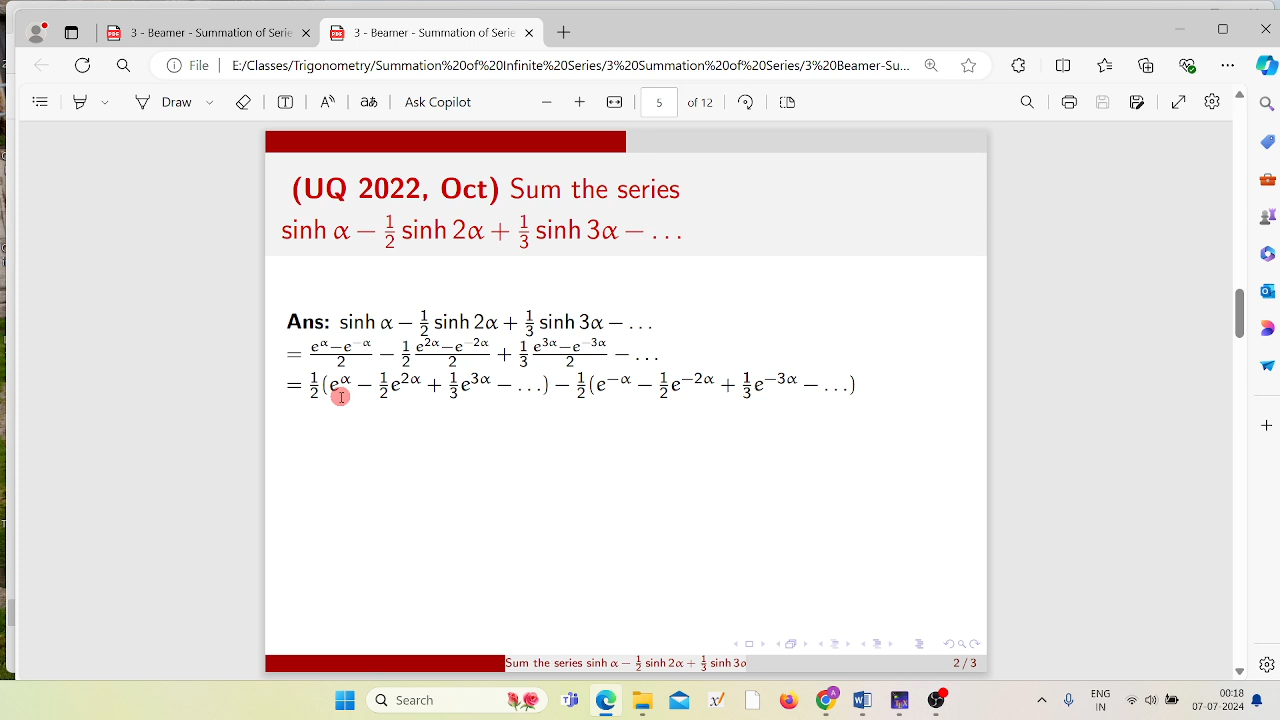 3 - Beamer - Summation of Serie
3 - Beamer - Summation of Serie
File
E:/Classes/Trigonometry/Summation%20of%20Infinite%20Series/3%20Summation%20of%20Series/3%20Beamer-Su...
Draw
Ask Copilot
5 of 12
(UQ 2022, Oct) Sum the series
sinh α − 1/2 sinh 2α + 1/3 sinh 3α − ...
Ans: sinh α − 1/2 sinh 2α + 1/3 sinh 3α − ...
= (e^α − e^−α)/2 − 1/2 (e^2α − e^−2α)/2 + 1/3 (e^3α − e^−3α)/2 − ...
= 1/2(e^α − 1/2 e^2α + 1/3 e^3α − ...) − 1/2(e^−α − 1/2 e^−2α + 1/3 e^−3α − ...)
Sum the series sinh α − 1/2 sinh 2α + 1/3 sinh 3α
2 / 3
Search
ENG
IN
00:18
07-07-2024